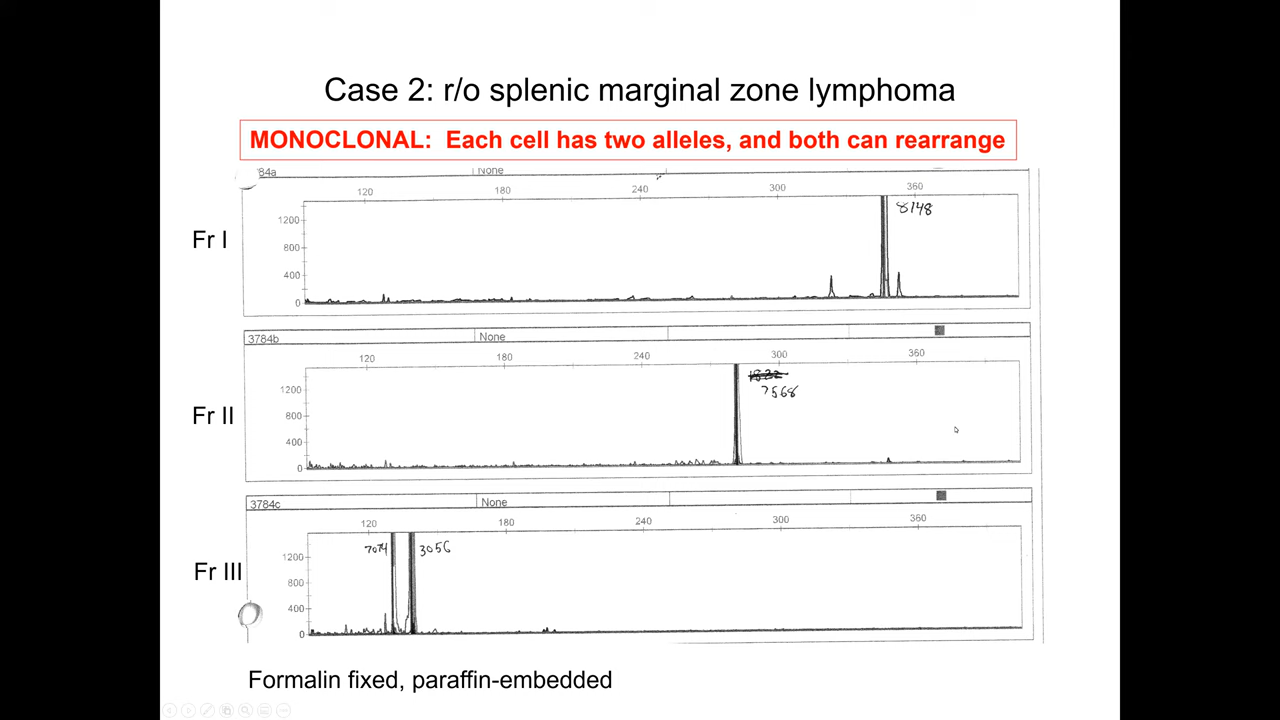 Case 2: r/o splenic marginal zone lymphoma
MONOCLONAL: Each cell has two alleles, and both can rearrange
84a None
120 180 240 300 360
Fr I
8148
1200
800
400
0
3784b None
120 180 240 300 360
Fr II
7568
1200
800
400
0
3784c None
120 180 240 300 360
Fr III
7074 3056
1200
800
400
0
Formalin fixed, paraffin-embedded